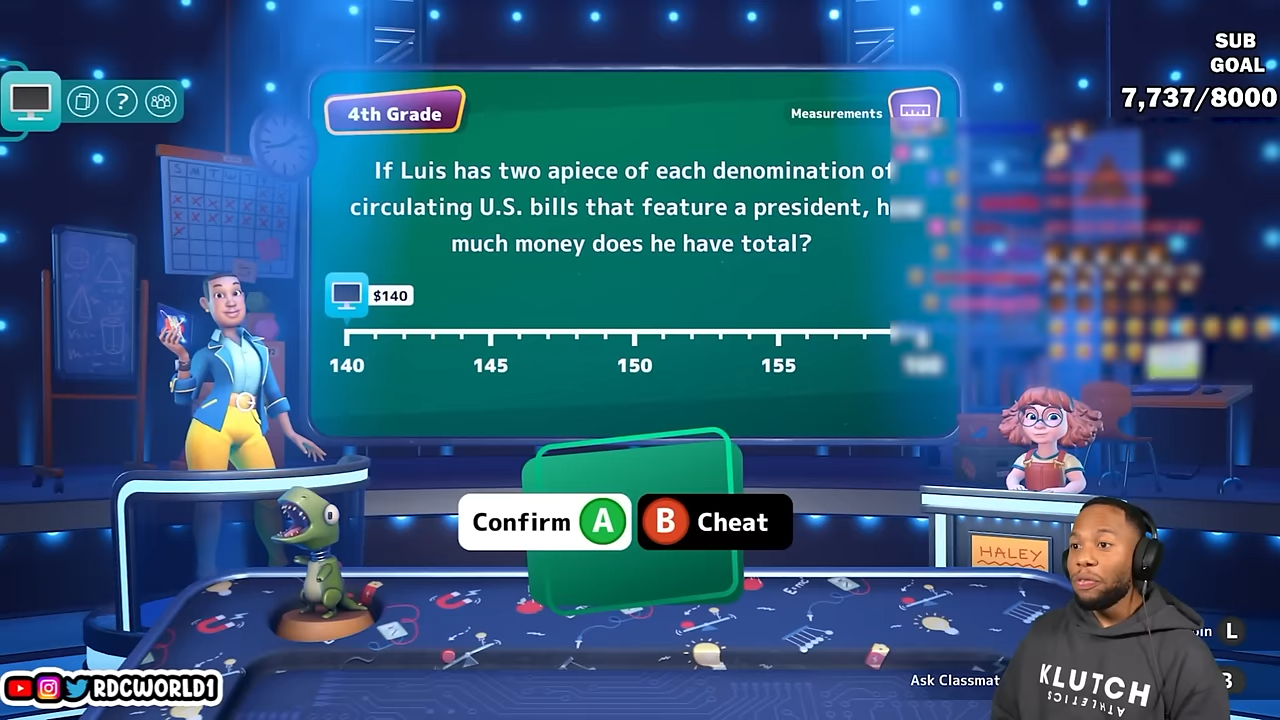 SUB
GOAL
7,737/8000
4th Grade
Measurements
If Luis has two apiece of each denomination of
circulating U.S. bills that feature a president, h
much money does he have total?
$140
140 145 150 155
Confirm A B Cheat
HALEY
L
KLUTCH
ATHLETICS
Ask Classmat
RDCWORLD1